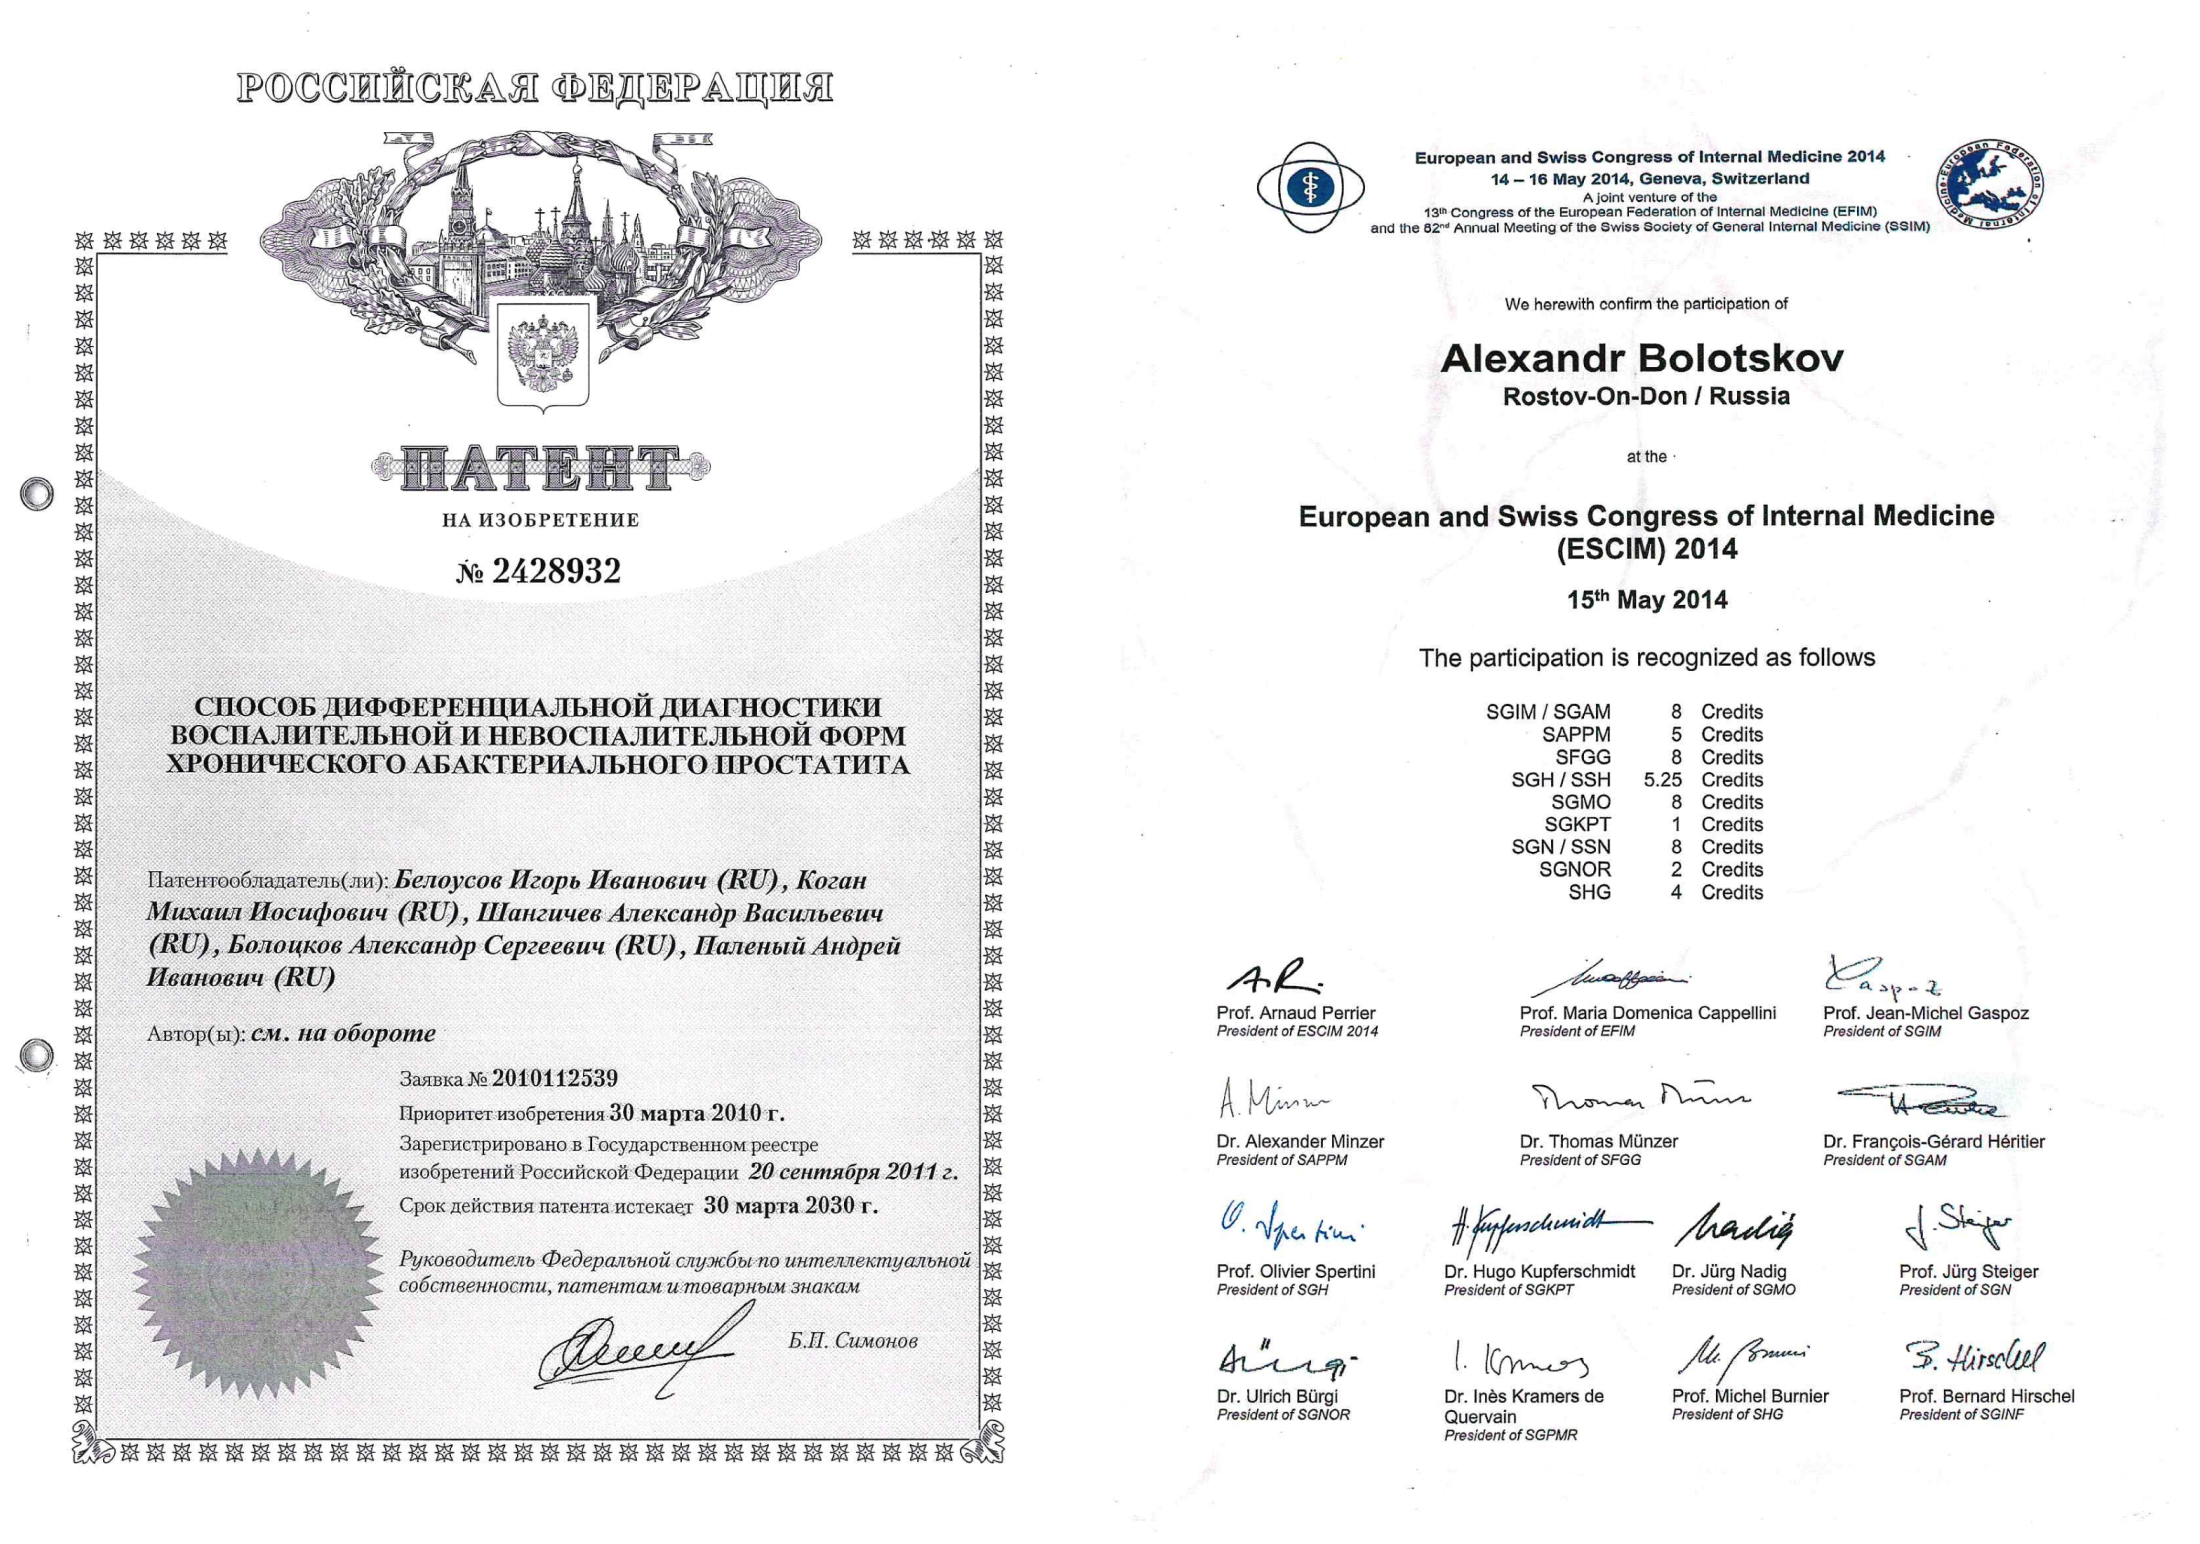 РОССИЙСКАЯ ФЕДЕРАЦИЯ
ПАТЕНТ
НА ИЗОБРЕТЕНИЕ
№ 2428932
СПОСОБ ДИФФЕРЕНЦИАЛЬНОЙ ДИАГНОСТИКИ
ВОСПАЛИТЕЛЬНОЙ И НЕВОСПАЛИТЕЛЬНОЙ ФОРМ
ХРОНИЧЕСКОГО АБАКТЕРИАЛЬНОГО ПРОСТАТИТА
Патентообладатель(ли): Белоусов Игорь Иванович (RU), Коган
Михаил Иосифович (RU), Шангичев Александр Васильевич
(RU), Болоцков Александр Сергеевич (RU), Паленый Андрей
Иванович (RU)
Автор(ы): см. на обороте
Заявка № 2010112539
Приоритет изобретения 30 марта 2010 г.
Зарегистрировано в Государственном реестре
изобретений Российской Федерации 20 сентября 2011 г.
Срок действия патента истекает 30 марта 2030 г.
Руководитель Федеральной службы по интеллектуальной
собственности, патентам и товарным знакам
Б.П. Симонов
European and Swiss Congress of Internal Medicine 2014
14 – 16 May 2014, Geneva, Switzerland
A joint venture of the
13th Congress of the European Federation of Internal Medicine (EFIM)
and the 82nd Annual Meeting of the Swiss Society of General Internal Medicine (SSIM)
European Federation of Internal Medicine
We herewith confirm the participation of
Alexandr Bolotskov
Rostov-On-Don / Russia
at the
European and Swiss Congress of Internal Medicine
(ESCIM) 2014
15th May 2014
The participation is recognized as follows
SGIM / SGAM 8 Credits
SAPPM 5 Credits
SFGG 8 Credits
SGH / SSH 5.25 Credits
SGMO 8 Credits
SGKPT 1 Credits
SGN / SSN 8 Credits
SGNOR 2 Credits
SHG 4 Credits
A.R.
Prof. Arnaud Perrier
President of ESCIM 2014
Prof. Maria Domenica Cappellini
President of EFIM
Gaspoz
Prof. Jean-Michel Gaspoz
President of SGIM
A. Minzer
Dr. Alexander Minzer
President of SAPPM
Thomas Münzer
Dr. Thomas Münzer
President of SFGG
Dr. François-Gérard Héritier
President of SGAM
O. Spertini
Prof. Olivier Spertini
President of SGH
H. Kupferschmidt
Dr. Hugo Kupferschmidt
President of SGKPT
Nadig
Dr. Jürg Nadig
President of SGMO
J. Steiger
Prof. Jürg Steiger
President of SGN
Dr. Ulrich Bürgi
President of SGNOR
I. Kramers
Dr. Inès Kramers de
Quervain
President of SGPMR
Prof. Michel Burnier
President of SHG
B. Hirschel
Prof. Bernard Hirschel
President of SGINF